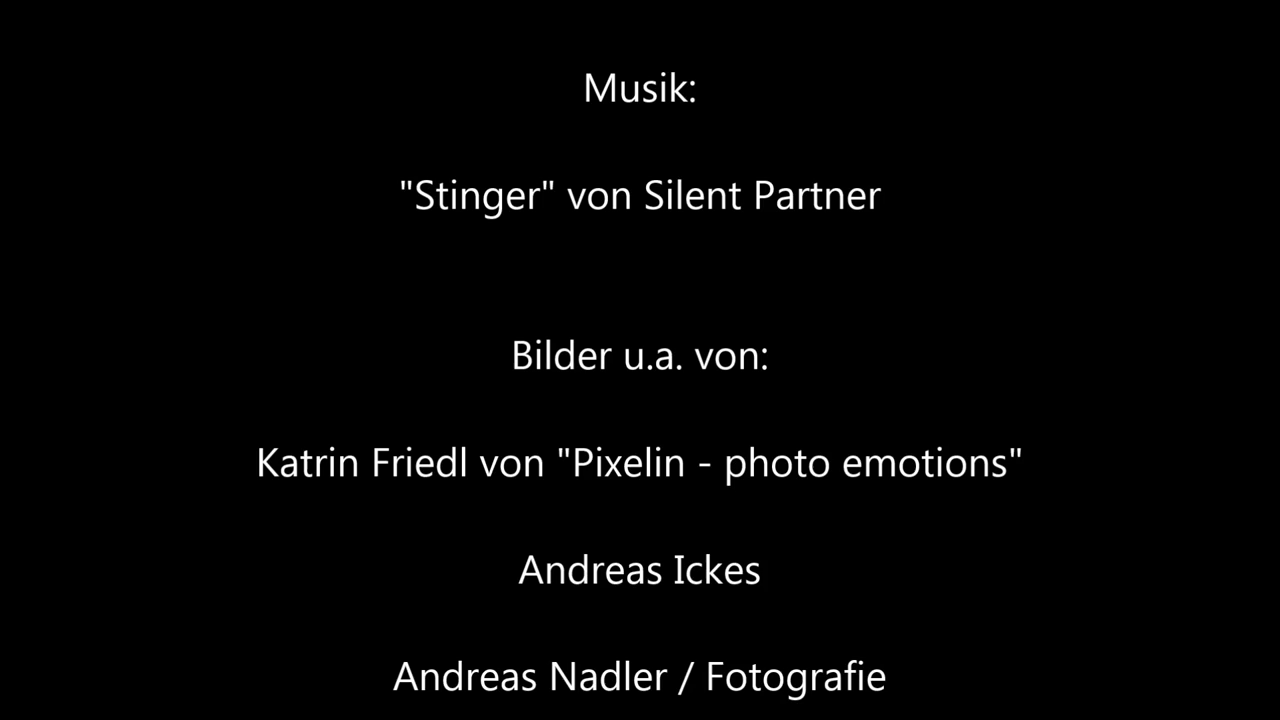 Musik:
"Stinger" von Silent Partner
Bilder u.a. von:
Katrin Friedl von "Pixelin - photo emotions"
Andreas Ickes
Andreas Nadler / Fotografie